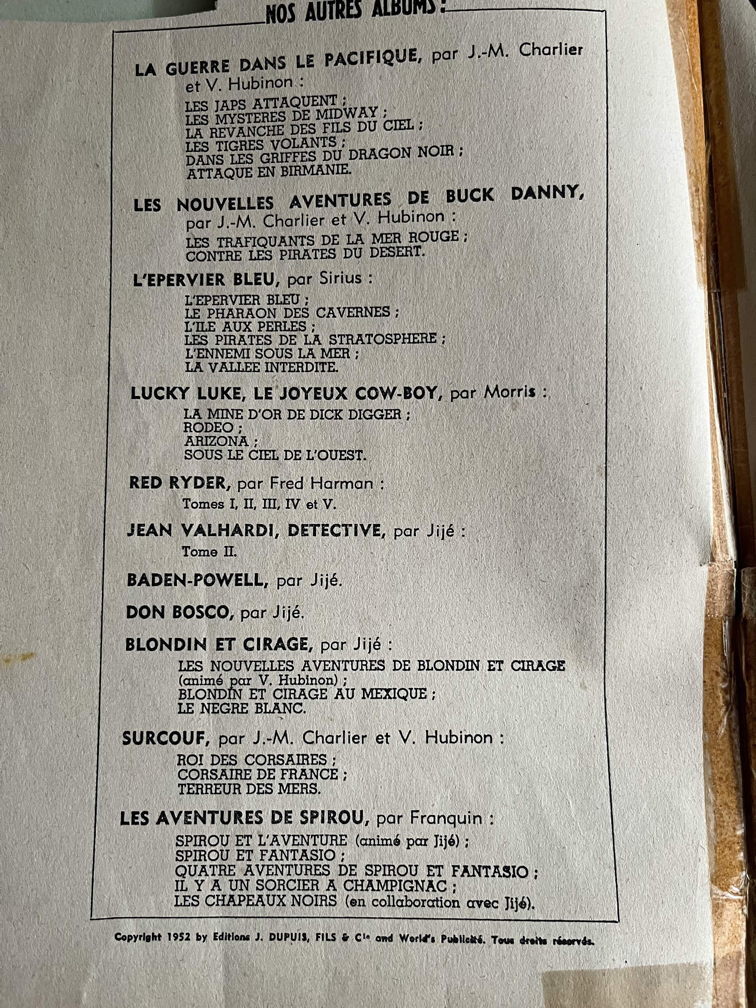 NOS AUTRES ALBUMS :
LA GUERRE DANS LE PACIFIQUE, par J.-M. Charlier
et V. Hubinon :
LES JAPS ATTAQUENT ;
LES MYSTERES DE MIDWAY ;
LA REVANCHE DES FILS DU CIEL ;
LES TIGRES VOLANTS ;
DANS LES GRIFFES DU DRAGON NOIR ;
ATTAQUE EN BIRMANIE.
LES NOUVELLES AVENTURES DE BUCK DANNY,
par J.-M. Charlier et V. Hubinon :
LES TRAFIQUANTS DE LA MER ROUGE ;
CONTRE LES PIRATES DU DESERT.
L'EPERVIER BLEU, par Sirius :
L'EPERVIER BLEU ;
LE PHARAON DES CAVERNES ;
L'ILE AUX PERLES ;
LES PIRATES DE LA STRATOSPHERE ;
L'ENNEMI SOUS LA MER ;
LA VALLEE INTERDITE.
LUCKY LUKE, LE JOYEUX COW-BOY, par Morris :
LA MINE D'OR DE DICK DIGGER ;
RODEO ;
ARIZONA ;
SOUS LE CIEL DE L'OUEST.
RED RYDER, par Fred Harman :
Tomes I, II, III, IV et V.
JEAN VALHARDI, DETECTIVE, par Jijé :
Tome II.
BADEN-POWELL, par Jijé.
DON BOSCO, par Jijé.
BLONDIN ET CIRAGE, par Jijé :
LES NOUVELLES AVENTURES DE BLONDIN ET CIRAGE
(animé par V. Hubinon) ;
BLONDIN ET CIRAGE AU MEXIQUE ;
LE NEGRE BLANC.
SURCOUF, par J.-M. Charlier et V. Hubinon :
ROI DES CORSAIRES ;
CORSAIRE DE FRANCE ;
TERREUR DES MERS.
LES AVENTURES DE SPIROU, par Franquin :
SPIROU ET L'AVENTURE (animé par Jijé) ;
SPIROU ET FANTASIO ;
QUATRE AVENTURES DE SPIROU ET FANTASIO ;
IL Y A UN SORCIER A CHAMPIGNAC ;
LES CHAPEAUX NOIRS (en collaboration avec Jijé).
Copyright 1952 by Editions J. DUPUIS, FILS & Cie and World's Publicité. Tous droits réservés.